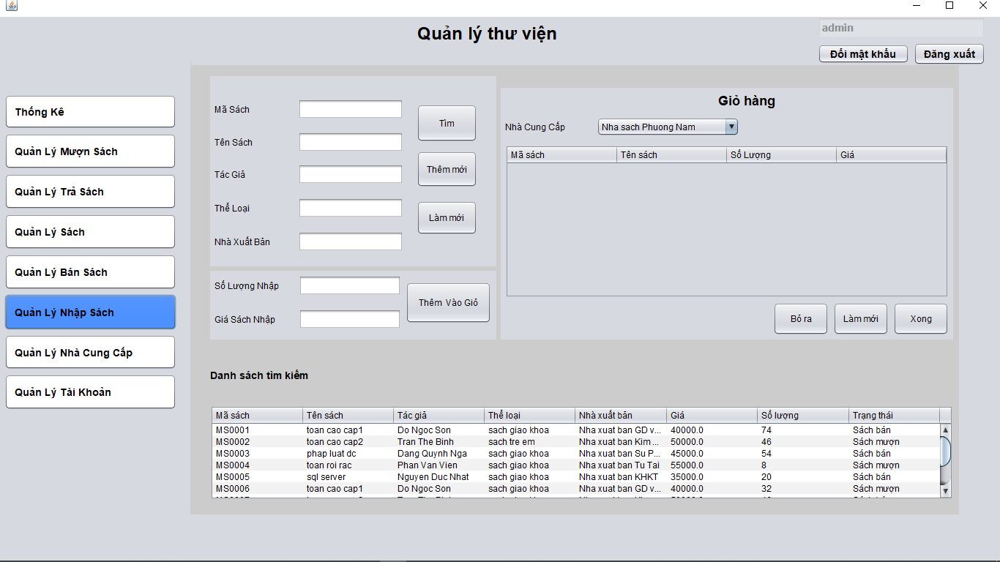 Quản lý thư viện
admin
Đổi mật khẩu
Đăng xuất
Thống Kê
Quản Lý Mượn Sách
Quản Lý Trả Sách
Quản Lý Sách
Quản Lý Bán Sách
Quản Lý Nhập Sách
Quản Lý Nhà Cung Cấp
Quản Lý Tài Khoản
Mã Sách
Tên Sách
Tác Giả
Thể Loại
Nhà Xuất Bản
Tìm
Thêm mới
Làm mới
Số Lượng Nhập
Giá Sách Nhập
Thêm Vào Giỏ
Giỏ hàng
Nhà Cung Cấp Nha sach Phuong Nam
Mã sách Tên sách Số Lượng Giá
Bỏ ra Làm mới Xong
Danh sách tìm kiếm
Mã sách Tên sách Tác giả Thể loại Nhà xuất bản Giá Số lượng Trạng thái
MS0001 toan cao cap1 Do Ngoc Son sach giao khoa Nha xuat ban GD v... 40000.0 74 Sách bán
MS0002 toan cao cap2 Tran The Binh sach tre em Nha xuat ban Kim ... 50000.0 46 Sách mượn
MS0003 phap luat dc Dang Quynh Nga sach giao khoa Nha xuat ban Su P... 45000.0 54 Sách bán
MS0004 toan roi rac Phan Van Vien sach giao khoa Nha xuat ban Tu Tai 55000.0 8 Sách mượn
MS0005 sql server Nguyen Duc Nhat sach giao khoa Nha xuat ban KHKT 35000.0 20 Sách bán
MS0006 toan cao cap1 Do Ngoc Son sach giao khoa Nha xuat ban GD v... 40000.0 32 Sách mượn